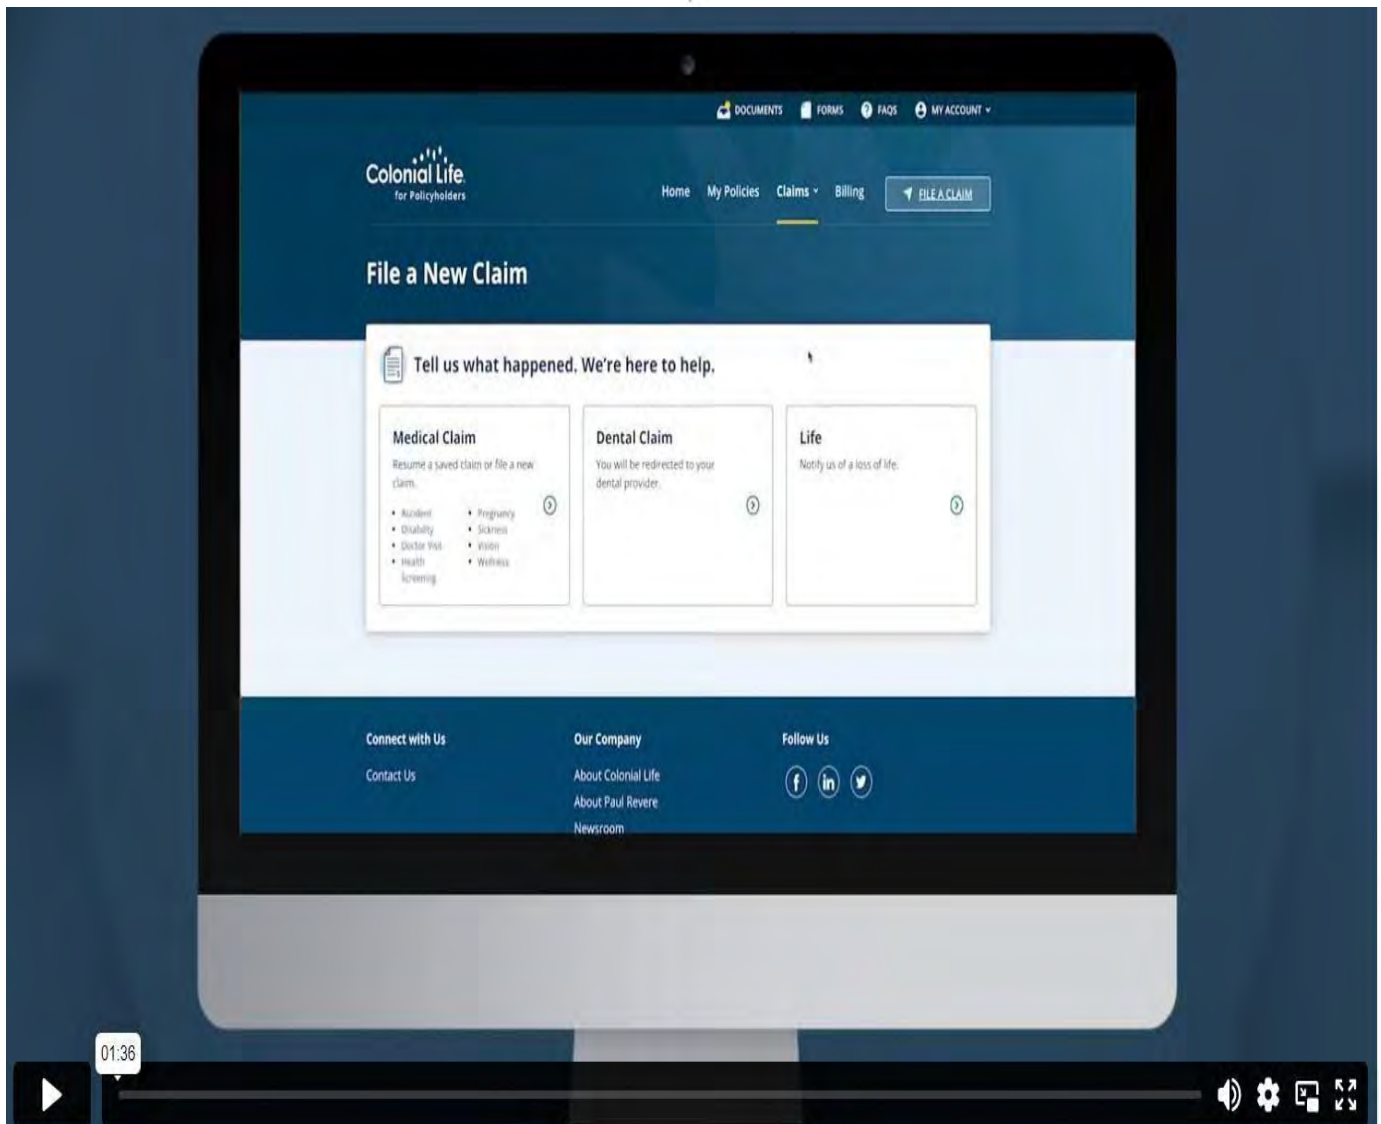 DOCUMENTS FORMS FAQS MY ACCOUNT
Colonial Life
for Policyholders
Home My Policies Claims Billing FILE A CLAIM
File a New Claim
Tell us what happened. We're here to help.
Medical Claim
Resume a saved claim or file a new
claim.
• Accident
• Disability
• Doctor Visit
• Health
Screening
• Pregnancy
• Sickness
• Vision
• Wellness
Dental Claim
You will be redirected to your
dental provider.
Life
Notify us of a loss of life.
Connect with Us
Contact Us
Our Company
About Colonial Life
About Paul Revere
Newsroom
Follow Us
01:36